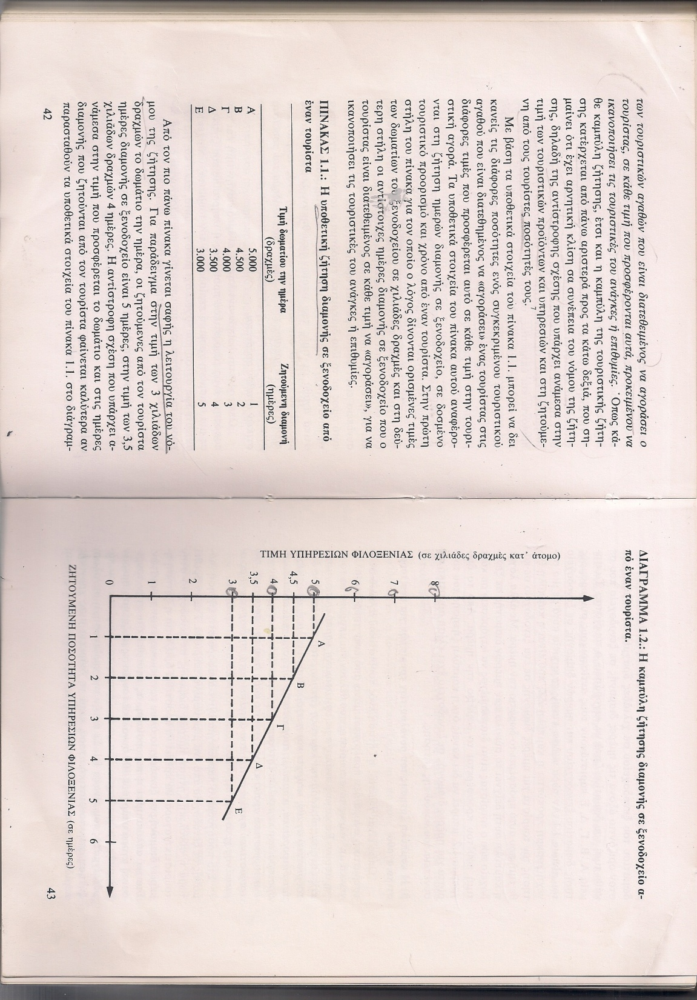 των τουριστικών αγαθών που είναι διατεθειμένος να αγοράσει ο
τουρίστας, σε κάθε τιμή που προσφέρονται αυτά, προκειμένου να
ικανοποιήσει τις τουριστικές του ανάγκες ή επιθυμίες. Όπως κά-
θε καμπύλη ζήτησης, έτσι και η καμπύλη της τουριστικής ζήτη-
σης κατέρχεται από πάνω αριστερά προς τα κάτω δεξιά, που ση-
μαίνει ότι έχει αρνητική κλίση σα συνέπεια του νόμου της ζήτη-
σης, δηλαδή της αντίστροφης σχέσης που υπάρχει ανάμεσα στην
τιμή των τουριστικών προϊόντων και υπηρεσιών και στη ζητούμε-
νη από τους τουρίστες ποσότητές τους.7
Με βάση τα υποθετικά στοιχεία του πίνακα 1.1. μπορεί να δει
κανείς τις διάφορες ποσότητες ενός συγκεκριμένου τουριστικού
αγαθού που είναι διατεθημένος να «αγοράσει» ένας τουρίστας στις
διάφορες τιμές που προσφέρεται αυτό σε κάθε τιμή στην τουρι-
στική αγορά. Τα υποθετικά στοιχεία του πίνακα αυτού αναφέρο-
νται στη ζήτηση ημερών διαμονής σε ξενοδοχείο, σε δοσμένο
τουριστικό προορισμό και χρόνο από έναν τουρίστα. Στην πρώτη
στήλη του πίνακα για τον οποίο ο λόγος δίνονται ορισμένες τιμές
των δωματίων του ξενοδοχείου σε χιλιάδες δραχμές και στη δεύ-
τερη στήλη οι αντίστοιχες ημέρες διαμονής σε ξενοδοχείο που ο
τουρίστας είναι διατεθειμένος σε κάθε τιμή να «αγοράσει», για να
ικανοποιήσει τις τουριστικές του ανάγκες ή επιθυμίες.
ΠΙΝΑΚΑΣ 1.1.: Η υποθετική ζήτηση διαμονής σε ξενοδοχείο από
έναν τουρίστα
Τιμή δωματίου την ημέρα Ζητούμενη διαμονή
(δραχμές) (ημέρες)
Α 5.000 1
Β 4.500 2
Γ 4.000 3
Δ 3.500 4
Ε 3.000 5
Από τον πιο πάνω πίνακα γίνεται σαφής η λειτουργία του νό-
μου της ζήτησης. Για παράδειγμα στην τιμή των 3 χιλιάδων
δραχμών το δωμάτιο την ημέρα, οι ζητούμενες από τον τουρίστα
ημέρες διαμονής σε ξενοδοχείο είναι 5 ημέρες, στην τιμή των 3,5
χιλιάδων δραχμών 4 ημέρες. Η αντίστροφη σχέση που υπάρχει α-
νάμεσα στην τιμή που προσφέρεται το δωμάτιο και στις ημέρες
διαμονής που ζητούνται από τον τουρίστα φαίνεται καλύτερα αν
παρασταθούν τα υποθετικά στοιχεία του πίνακα 1.1. στο διάγραμ-
42
ΔΙΑΓΡΑΜΜΑ 1.2.: Η καμπύλη ζήτησης διαμονής σε ξενοδοχείο α-
πό έναν τουρίστα.
ΤΙΜΗ ΥΠΗΡΕΣΙΩΝ ΦΙΛΟΞΕΝΙΑΣ (σε χιλιάδες δραχμές κατ' άτομο)
8
7
6
5
4,5
4
3,5
3
2
1
0
Α
Β
Γ
Δ
Ε
1 2 3 4 5 6
ΖΗΤΟΥΜΕΝΗ ΠΟΣΟΤΗΤΑ ΥΠΗΡΕΣΙΩΝ ΦΙΛΟΞΕΝΙΑΣ (σε ημέρες)
43